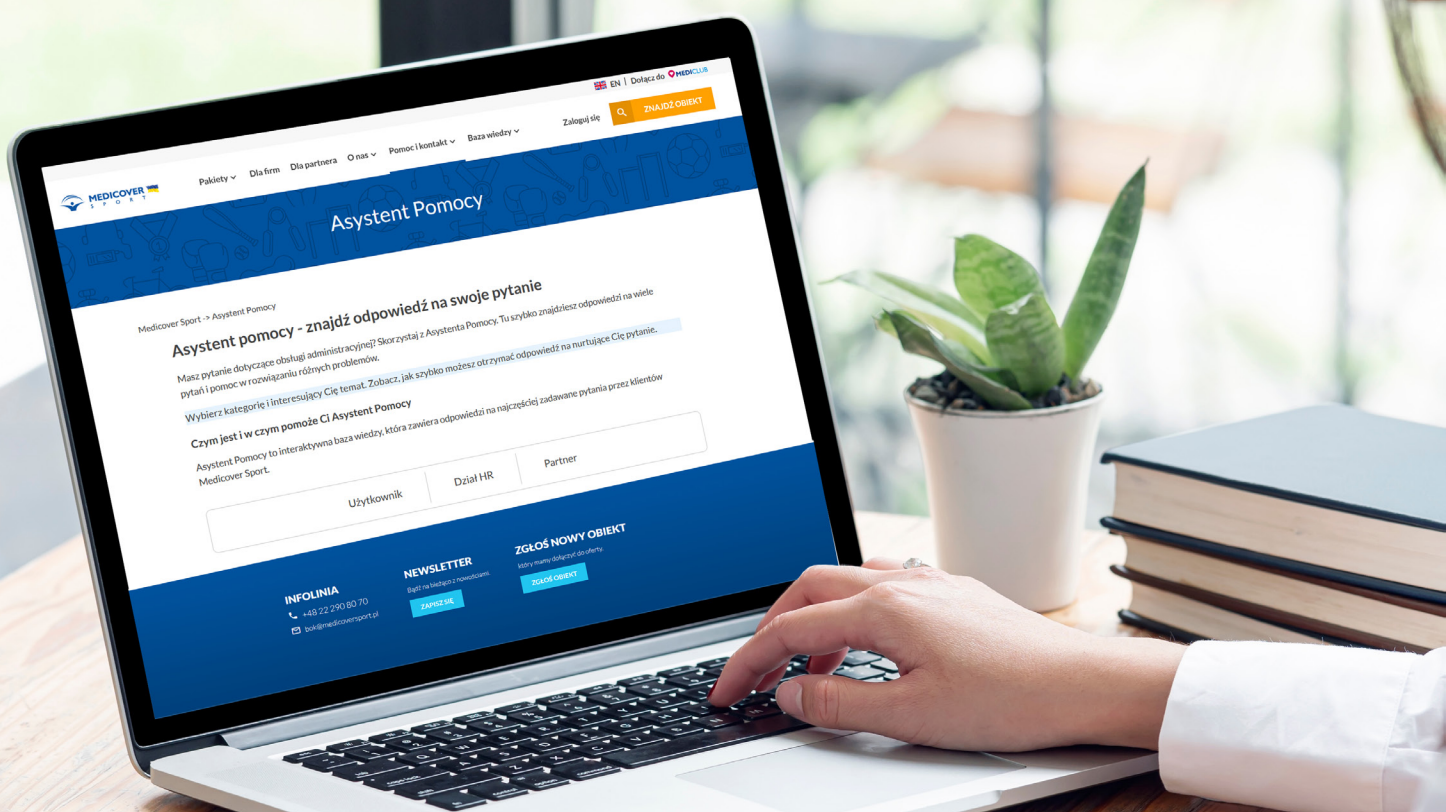 EN | Dołącz do MEDICLUB
MEDICOVER
SPORT
Pakiety Dla firm Dla partnera O nas Pomoc i kontakt Baza wiedzy Zaloguj się ZNAJDŹ OBIEKT
Asystent Pomocy
Medicover Sport -> Asystent Pomocy
Asystent pomocy - znajdź odpowiedź na swoje pytanie
Masz pytanie dotyczące obsługi administracyjnej? Skorzystaj z Asystenta Pomocy. Tu szybko znajdziesz odpowiedzi na wiele
pytań i pomoc w rozwiązaniu różnych problemów.
Wybierz kategorię i interesujący Cię temat. Zobacz, jak szybko możesz otrzymać odpowiedź na nurtujące Cię pytanie.
Czym jest i w czym pomoże Ci Asystent Pomocy
Asystent Pomocy to interaktywna baza wiedzy, która zawiera odpowiedzi na najczęściej zadawane pytania przez klientów
Medicover Sport.
Użytkownik Dział HR Partner
INFOLINIA
+48 22 290 80 70
bok@medicoversport.pl
NEWSLETTER
Bądź na bieżąco z nowościami.
ZAPISZ SIĘ
ZGŁOŚ NOWY OBIEKT
który mamy dołączyć do oferty.
ZGŁOŚ OBIEKT